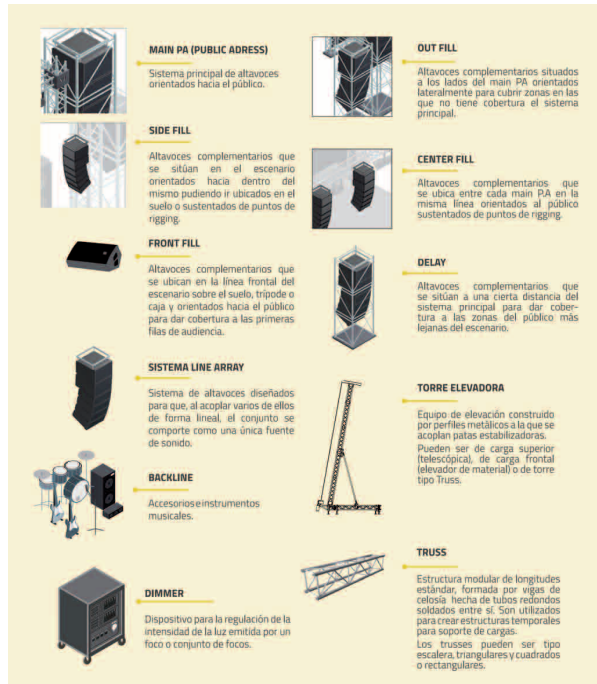 MAIN PA (PUBLIC ADRESS)
Sistema principal de altavoces
orientados hacia el público.
SIDE FILL
Altavoces complementarios que
se sitúan en el escenario
orientados hacia dentro del
mismo pudiendo ir ubicados en el
suelo o sustentados de puntos de
rigging.
FRONT FILL
Altavoces complementarios que
se ubican en la línea frontal del
escenario sobre el suelo, trípode o
caja y orientados hacia el público
para dar cobertura a las primeras
filas de audiencia.
SISTEMA LINE ARRAY
Sistema de altavoces diseñados
para que, al acoplar varios de ellos
de forma lineal, el conjunto se
comporte como una única fuente
de sonido.
BACKLINE
Accesorios e instrumentos
musicales.
DIMMER
Dispositivo para la regulación de la
intensidad de la luz emitida por un
foco o conjunto de focos.
OUT FILL
Altavoces complementarios situados
a los lados del main PA orientados
lateralmente para cubrir zonas en las
que no tiene cobertura el sistema
principal.
CENTER FILL
Altavoces complementarios que
se ubica entre cada main P.A en la
misma línea orientados al público
sustentados de puntos de rigging.
DELAY
Altavoces complementarios que
se sitúan a una cierta distancia del
sistema principal para dar cober-
tura a las zonas del público más
lejanas del escenario.
TORRE ELEVADORA
Equipo de elevación construido
por perfiles metálicos a la que se
acoplan patas estabilizadoras.
Pueden ser de carga superior
(telescópica), de carga frontal
(elevador de material) o de torre
tipo Truss.
TRUSS
Estructura modular de longitudes
estándar, formada por vigas de
celosía hecha de tubos redondos
soldados entre sí. Son utilizados
para crear estructuras temporales
para soporte de cargas.
Los trusses pueden ser tipo
escalera, triangulares y cuadrados
o rectangulares.